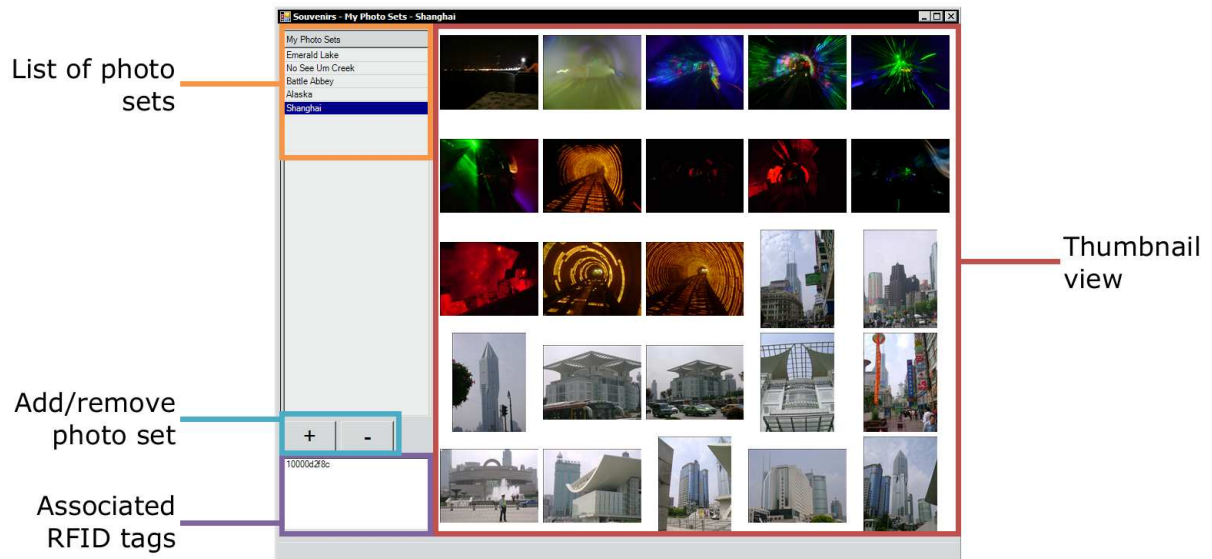 Souvenirs - My Photo Sets - Shanghai
List of photo
sets
My Photo Sets
Emerald Lake
No See Um Creek
Battle Abbey
Alaska
Shanghai
Thumbnail
view
Add/remove
photo set
+ -
Associated
RFID tags
10000d2f8c